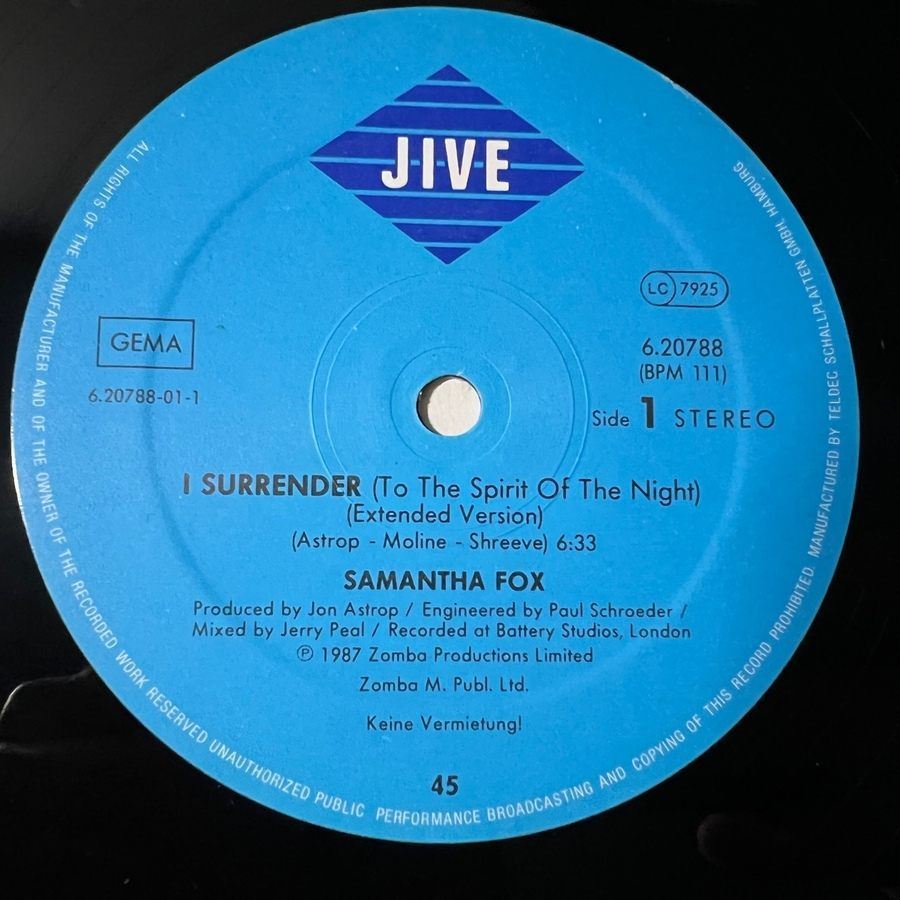 JIVE
LC 7925
GEMA
6.20788-01-1
6.20788
(BPM 111)
Side 1 STEREO
I SURRENDER (To The Spirit Of The Night)
(Extended Version)
(Astrop - Moline - Shreeve) 6:33
SAMANTHA FOX
Produced by Jon Astrop / Engineered by Paul Schroeder /
Mixed by Jerry Peal / Recorded at Battery Studios, London
℗ 1987 Zomba Productions Limited
Zomba M. Publ. Ltd.
Keine Vermietung!
45
ALL RIGHTS OF THE MANUFACTURER AND OF THE OWNER OF THE RECORDED WORK RESERVED UNAUTHORIZED PUBLIC PERFORMANCE BROADCASTING AND COPYING OF THIS RECORD PROHIBITED. MANUFACTURED BY TELDEC SCHALLPLATTEN GMBH, HAMBURG